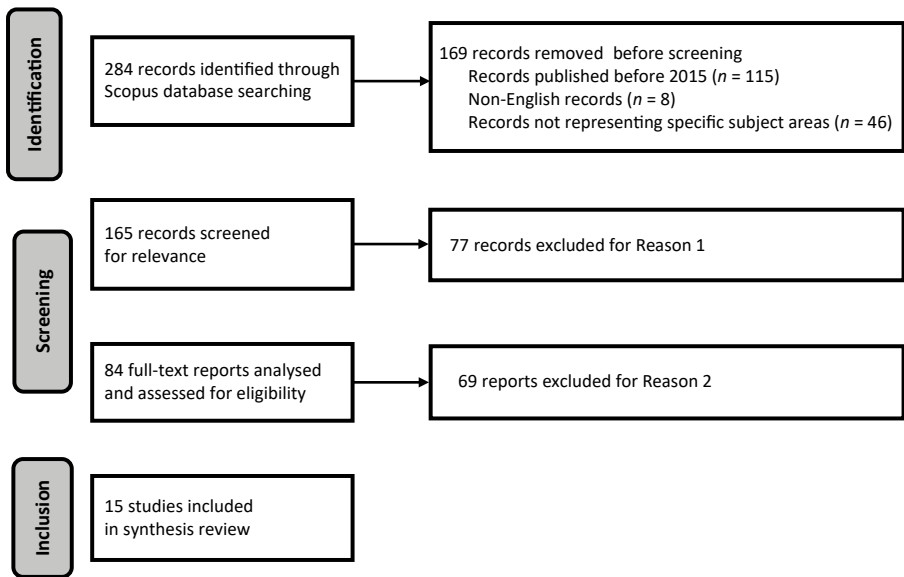 Identification
284 records identified through
Scopus database searching
169 records removed before screening
Records published before 2015 (n = 115)
Non-English records (n = 8)
Records not representing specific subject areas (n = 46)
Screening
165 records screened
for relevance
77 records excluded for Reason 1
84 full-text reports analysed
and assessed for eligibility
69 reports excluded for Reason 2
Inclusion
15 studies included
in synthesis review